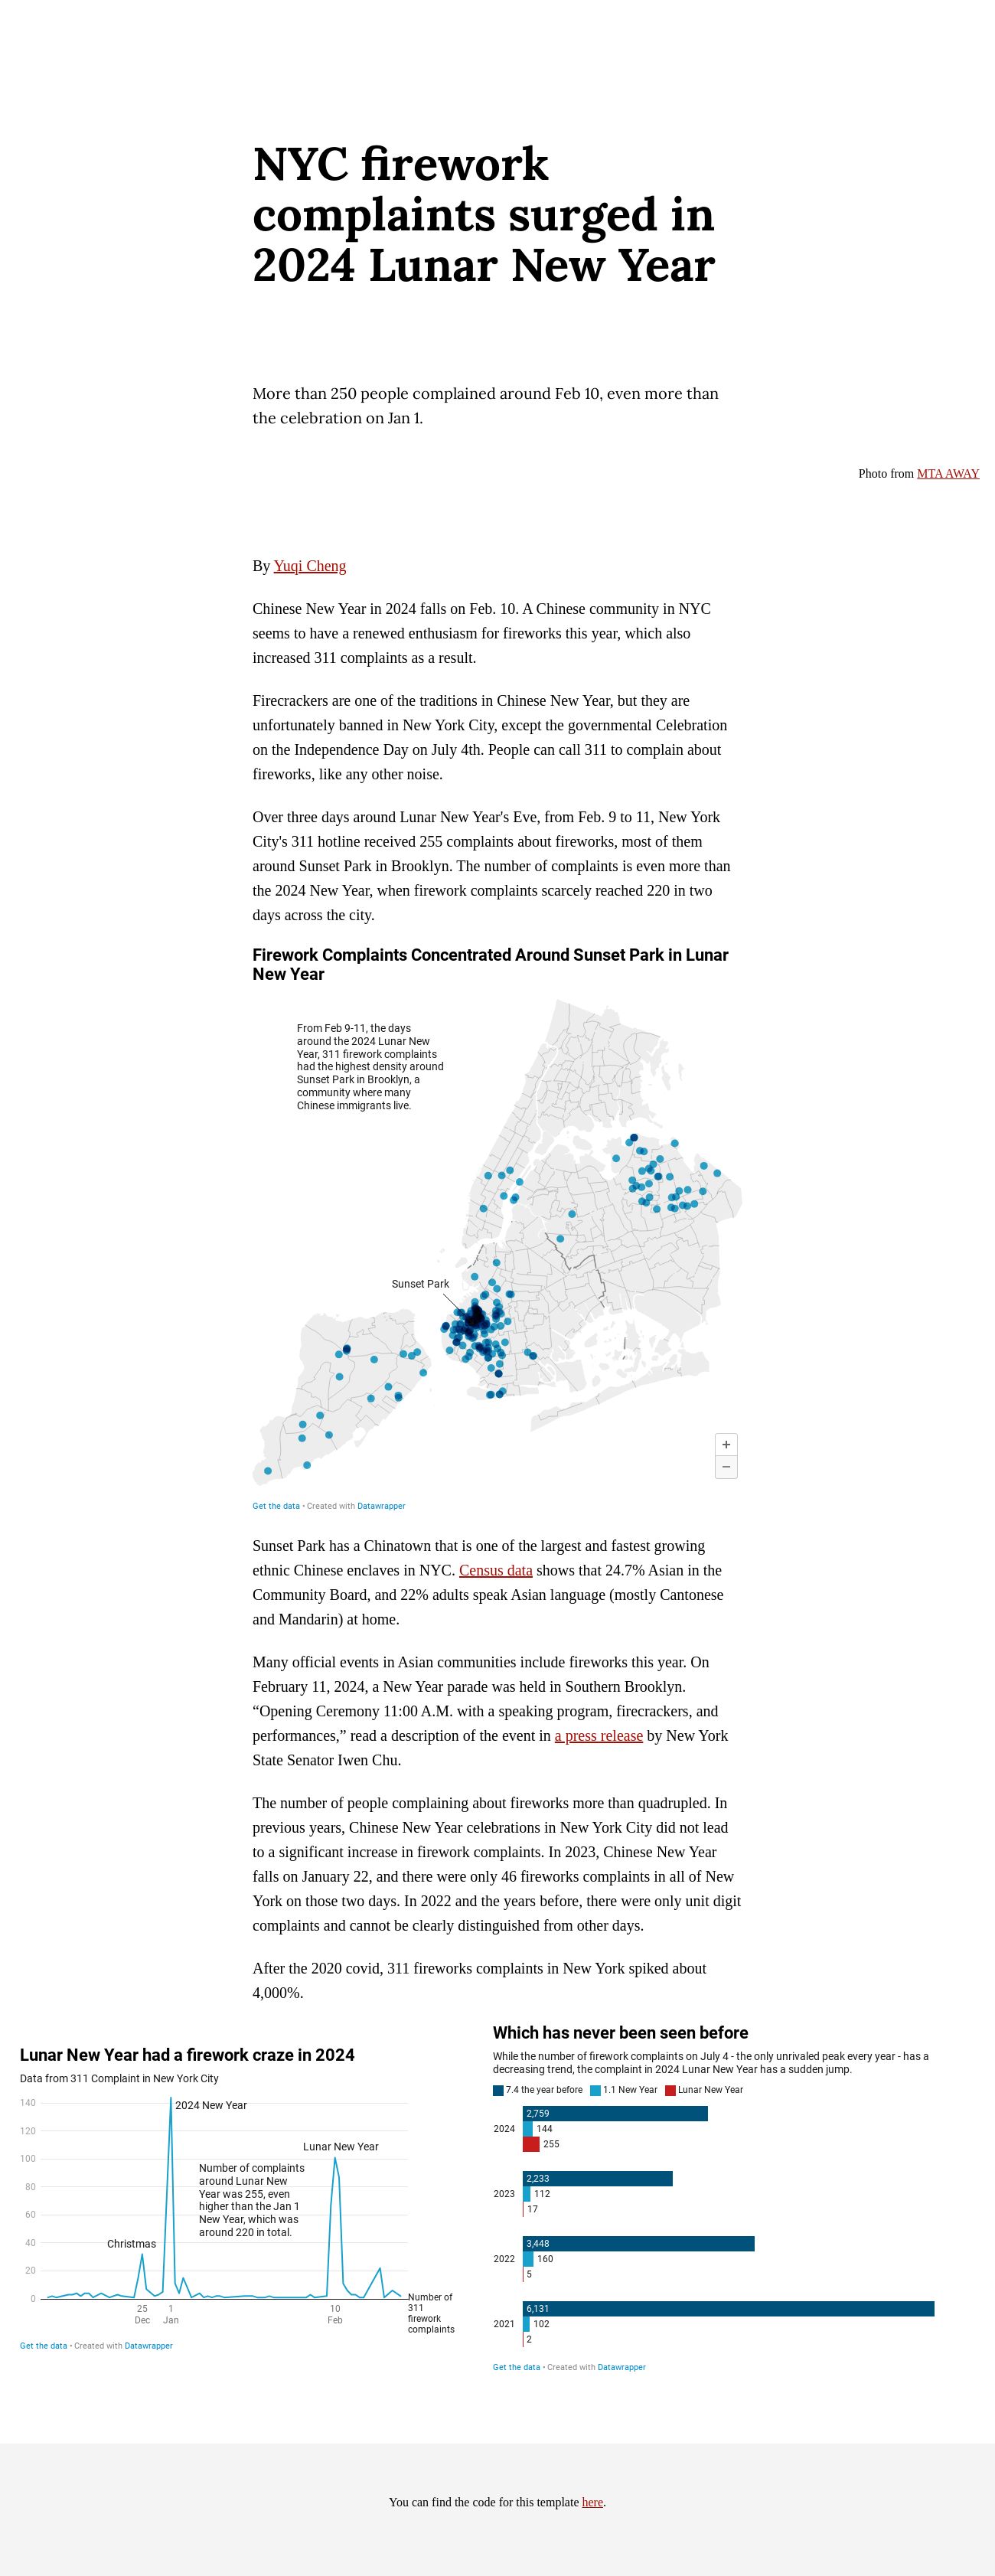 NYC firework
complaints surged in
2024 Lunar New Year
More than 250 people complained around Feb 10, even more than
the celebration on Jan 1.
Photo from MTA AWAY
By Yuqi Cheng
Chinese New Year in 2024 falls on Feb. 10. A Chinese community in NYC
seems to have a renewed enthusiasm for fireworks this year, which also
increased 311 complaints as a result.
Firecrackers are one of the traditions in Chinese New Year, but they are
unfortunately banned in New York City, except the governmental Celebration
on the Independence Day on July 4th. People can call 311 to complain about
fireworks, like any other noise.
Over three days around Lunar New Year's Eve, from Feb. 9 to 11, New York
City's 311 hotline received 255 complaints about fireworks, most of them
around Sunset Park in Brooklyn. The number of complaints is even more than
the 2024 New Year, when firework complaints scarcely reached 220 in two
days across the city.
Firework Complaints Concentrated Around Sunset Park in Lunar
New Year
From Feb 9-11, the days
around the 2024 Lunar New
Year, 311 firework complaints
had the highest density around
Sunset Park in Brooklyn, a
community where many
Chinese immigrants live.
Sunset Park
+
−
Get the data • Created with Datawrapper
Sunset Park has a Chinatown that is one of the largest and fastest growing
ethnic Chinese enclaves in NYC. Census data shows that 24.7% Asian in the
Community Board, and 22% adults speak Asian language (mostly Cantonese
and Mandarin) at home.
Many official events in Asian communities include fireworks this year. On
February 11, 2024, a New Year parade was held in Southern Brooklyn.
“Opening Ceremony 11:00 A.M. with a speaking program, firecrackers, and
performances,” read a description of the event in a press release by New York
State Senator Iwen Chu.
The number of people complaining about fireworks more than quadrupled. In
previous years, Chinese New Year celebrations in New York City did not lead
to a significant increase in firework complaints. In 2023, Chinese New Year
falls on January 22, and there were only 46 fireworks complaints in all of New
York on those two days. In 2022 and the years before, there were only unit digit
complaints and cannot be clearly distinguished from other days.
After the 2020 covid, 311 fireworks complaints in New York spiked about
4,000%.
Lunar New Year had a firework craze in 2024
Data from 311 Complaint in New York City
140
120
100
80
60
40
20
0
2024 New Year
Lunar New Year
Number of complaints
around Lunar New
Year was 255, even
higher than the Jan 1
New Year, which was
around 220 in total.
Christmas
25
Dec
1
Jan
10
Feb
Number of
311
firework
complaints
Get the data • Created with Datawrapper
Which has never been seen before
While the number of firework complaints on July 4 - the only unrivaled peak every year - has a
decreasing trend, the complaint in 2024 Lunar New Year has a sudden jump.
7.4 the year before 1.1 New Year Lunar New Year
2,759
2024 144
255
2,233
2023 112
17
3,448
2022 160
5
6,131
2021 102
2
Get the data • Created with Datawrapper
You can find the code for this template here.